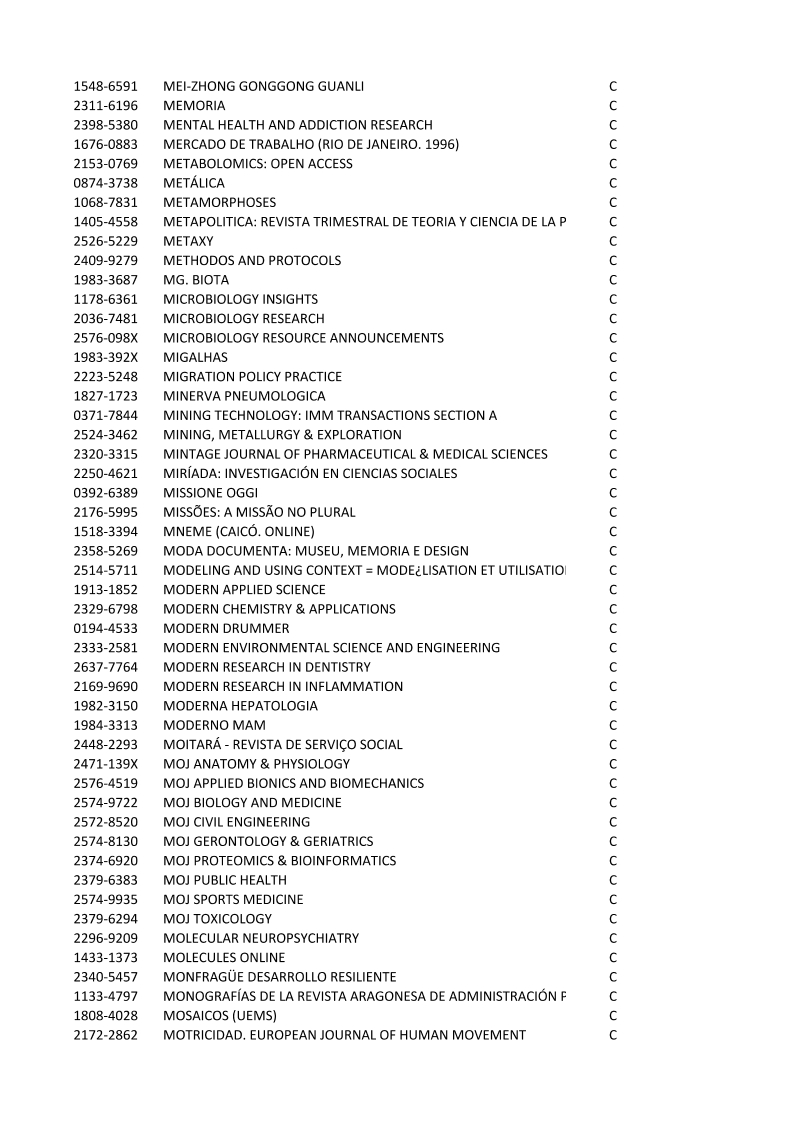 1548-6591 MEI-ZHONG GONGGONG GUANLI C
2311-6196 MEMORIA C
2398-5380 MENTAL HEALTH AND ADDICTION RESEARCH C
1676-0883 MERCADO DE TRABALHO (RIO DE JANEIRO. 1996) C
2153-0769 METABOLOMICS: OPEN ACCESS C
0874-3738 METÁLICA C
1068-7831 METAMORPHOSES C
1405-4558 METAPOLITICA: REVISTA TRIMESTRAL DE TEORIA Y CIENCIA DE LA P C
2526-5229 METAXY C
2409-9279 METHODOS AND PROTOCOLS C
1983-3687 MG. BIOTA C
1178-6361 MICROBIOLOGY INSIGHTS C
2036-7481 MICROBIOLOGY RESEARCH C
2576-098X MICROBIOLOGY RESOURCE ANNOUNCEMENTS C
1983-392X MIGALHAS C
2223-5248 MIGRATION POLICY PRACTICE C
1827-1723 MINERVA PNEUMOLOGICA C
0371-7844 MINING TECHNOLOGY: IMM TRANSACTIONS SECTION A C
2524-3462 MINING, METALLURGY & EXPLORATION C
2320-3315 MINTAGE JOURNAL OF PHARMACEUTICAL & MEDICAL SCIENCES C
2250-4621 MIRÍADA: INVESTIGACIÓN EN CIENCIAS SOCIALES C
0392-6389 MISSIONE OGGI C
2176-5995 MISSÕES: A MISSÃO NO PLURAL C
1518-3394 MNEME (CAICÓ. ONLINE) C
2358-5269 MODA DOCUMENTA: MUSEU, MEMORIA E DESIGN C
2514-5711 MODELING AND USING CONTEXT = MODE¿LISATION ET UTILISATIO C
1913-1852 MODERN APPLIED SCIENCE C
2329-6798 MODERN CHEMISTRY & APPLICATIONS C
0194-4533 MODERN DRUMMER C
2333-2581 MODERN ENVIRONMENTAL SCIENCE AND ENGINEERING C
2637-7764 MODERN RESEARCH IN DENTISTRY C
2169-9690 MODERN RESEARCH IN INFLAMMATION C
1982-3150 MODERNA HEPATOLOGIA C
1984-3313 MODERNO MAM C
2448-2293 MOITARÁ - REVISTA DE SERVIÇO SOCIAL C
2471-139X MOJ ANATOMY & PHYSIOLOGY C
2576-4519 MOJ APPLIED BIONICS AND BIOMECHANICS C
2574-9722 MOJ BIOLOGY AND MEDICINE C
2572-8520 MOJ CIVIL ENGINEERING C
2574-8130 MOJ GERONTOLOGY & GERIATRICS C
2374-6920 MOJ PROTEOMICS & BIOINFORMATICS C
2379-6383 MOJ PUBLIC HEALTH C
2574-9935 MOJ SPORTS MEDICINE C
2379-6294 MOJ TOXICOLOGY C
2296-9209 MOLECULAR NEUROPSYCHIATRY C
1433-1373 MOLECULES ONLINE C
2340-5457 MONFRAGÜE DESARROLLO RESILIENTE C
1133-4797 MONOGRAFÍAS DE LA REVISTA ARAGONESA DE ADMINISTRACIÓN P C
1808-4028 MOSAICOS (UEMS) C
2172-2862 MOTRICIDAD. EUROPEAN JOURNAL OF HUMAN MOVEMENT C